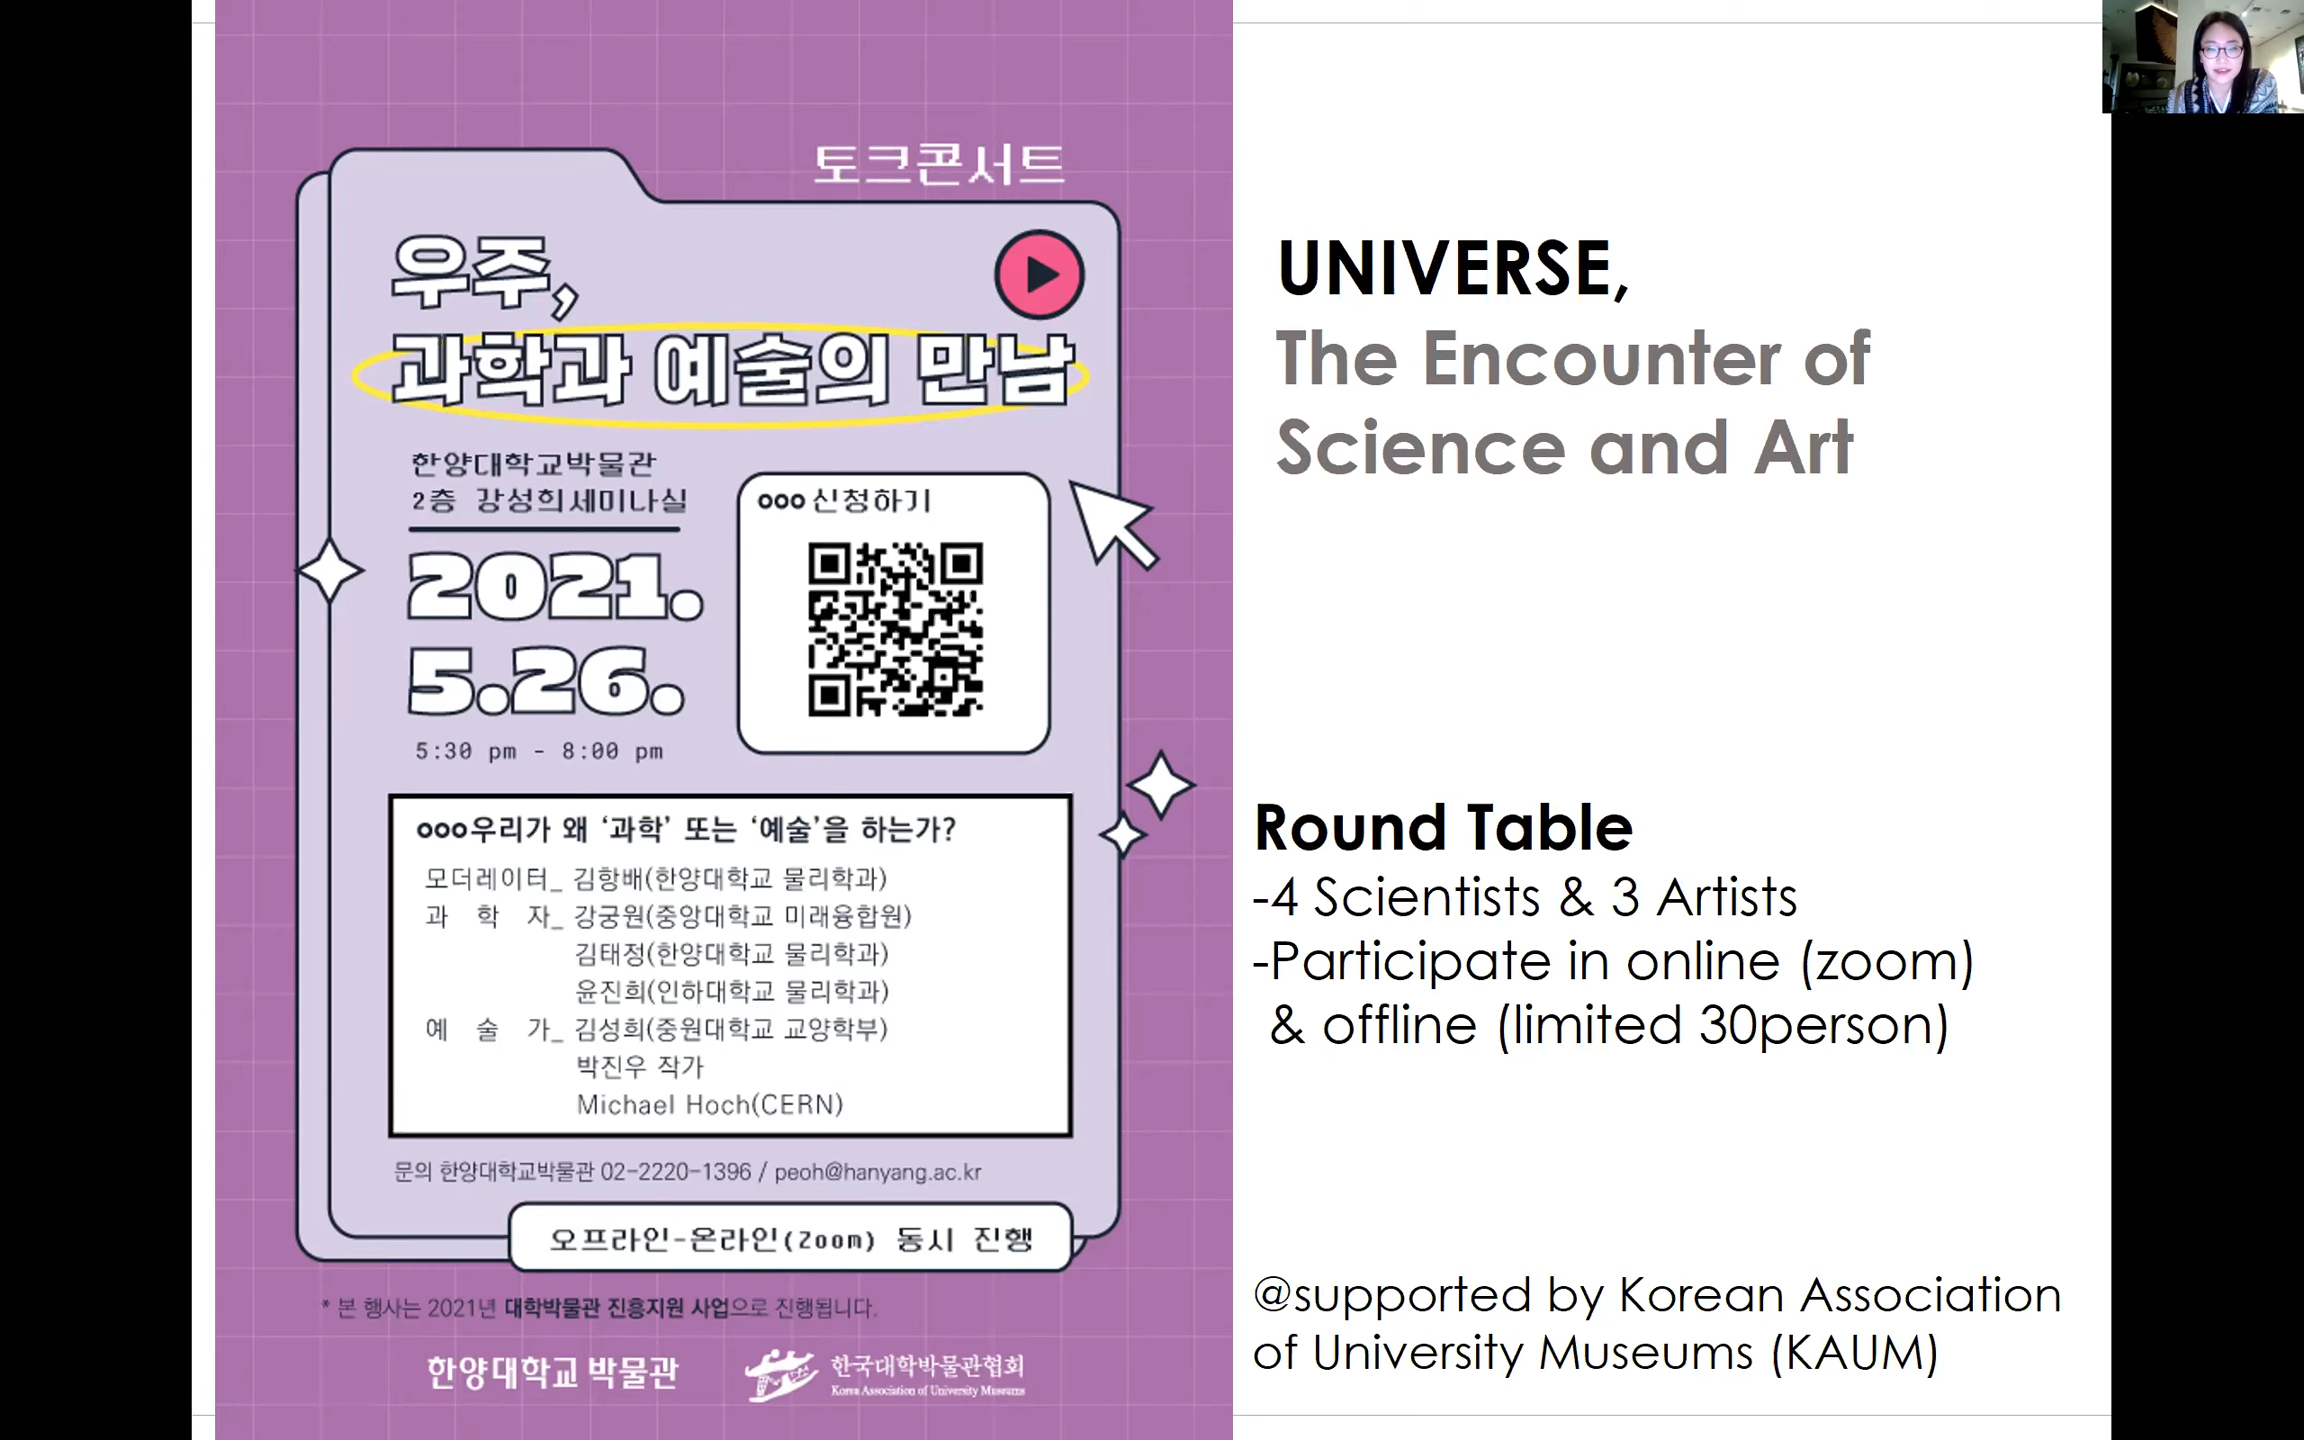 토크콘서트
우주,
과학과 예술의 만남
한양대학교박물관
2층 강성희세미나실
2021.
5.26.
5:30 pm - 8:00 pm
신청하기
우리가 왜 ‘과학’ 또는 ‘예술’을 하는가?
모더레이터_ 김항배(한양대학교 물리학과)
과 학 자_ 강궁원(중앙대학교 미래융합원)
김태정(한양대학교 물리학과)
윤진희(인하대학교 물리학과)
예 술 가_ 김성희(중원대학교 교양학부)
박진우 작가
Michael Hoch(CERN)
문의 한양대학교박물관 02-2220-1396 / peoh@hanyang.ac.kr
오프라인-온라인(Zoom) 동시 진행
* 본 행사는 2021년 대학박물관 진흥지원 사업으로 진행됩니다.
한양대학교 박물관
한국대학박물관협회
Korea Association of University Museums
UNIVERSE,
The Encounter of
Science and Art
Round Table
-4 Scientists & 3 Artists
-Participate in online (zoom)
& offline (limited 30person)
@supported by Korean Association
of University Museums (KAUM)